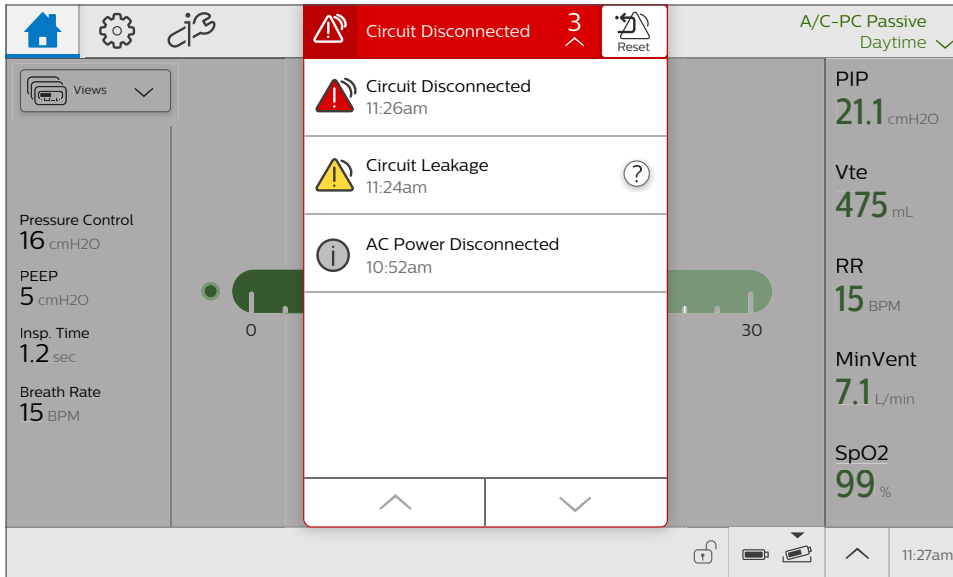 Circuit Disconnected 3
Reset
A/C-PC Passive
Daytime
Views
Circuit Disconnected
11:26am
Circuit Leakage
11:24am
?
AC Power Disconnected
10:52am
Pressure Control
16 cmH2O
PEEP
5 cmH2O
Insp. Time
1.2 sec
Breath Rate
15 BPM
0
30
PIP
21.1 cmH2O
Vte
475 mL
RR
15 BPM
MinVent
7.1 L/min
SpO2
99 %
11:27am